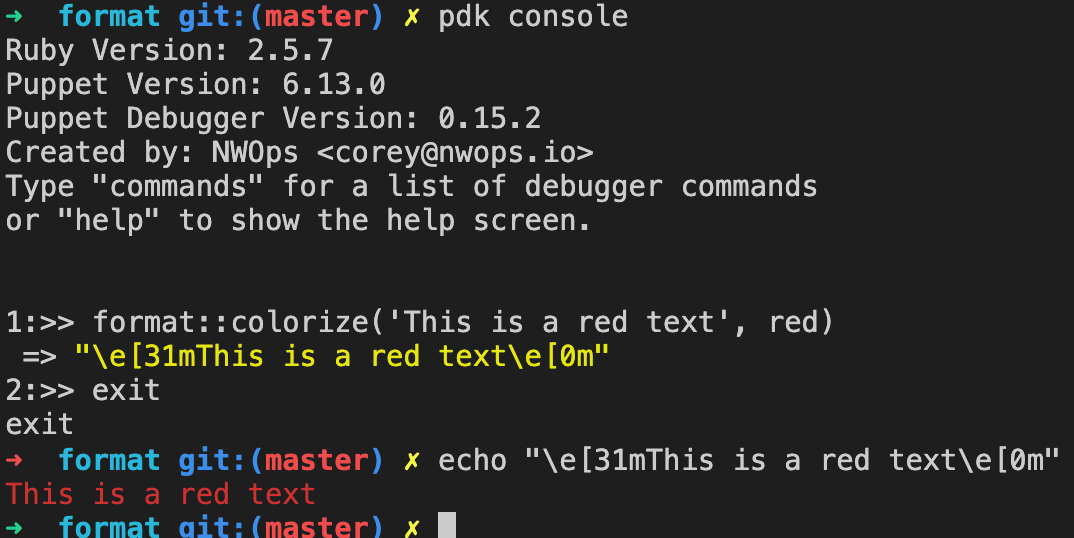 ➜  format git:(master) ✗ pdk console
Ruby Version: 2.5.7
Puppet Version: 6.13.0
Puppet Debugger Version: 0.15.2
Created by: NWOps <corey@nwops.io>
Type "commands" for a list of debugger commands
or "help" to show the help screen.
1:>> format::colorize('This is a red text', red)
 => "\e[31mThis is a red text\e[0m"
2:>> exit
exit
➜  format git:(master) ✗ echo "\e[31mThis is a red text\e[0m"
This is a red text
➜  format git:(master) ✗